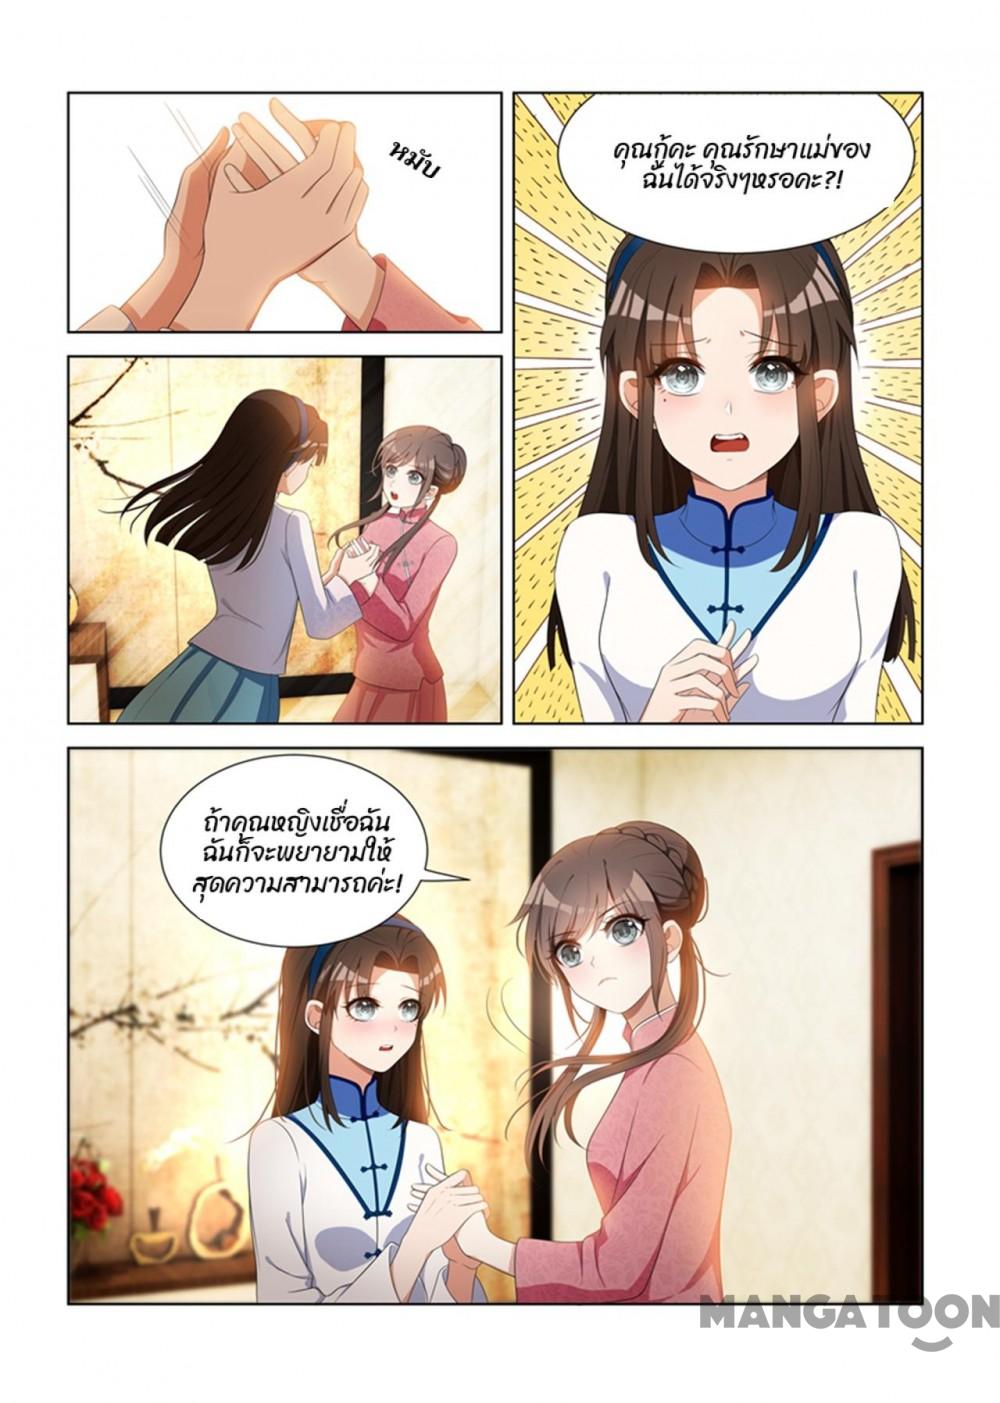 หมับ
คุณกู้คะ คุณรักษาแม่ของ
ฉันได้จริงๆหรอคะ?!
ถ้าคุณหญิงเชื่อฉัน
ฉันก็จะพยายามให้
สุดความสามารถค่ะ!
MANGATOON